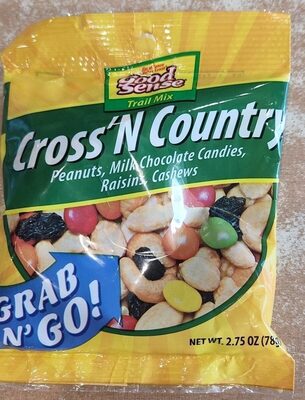 good
Sense
Trail Mix
Cross 'N Country
Peanuts, Milk Chocolate Candies,
Raisins, Cashews
GRAB
N' GO!
NET WT. 2.75 OZ (78g